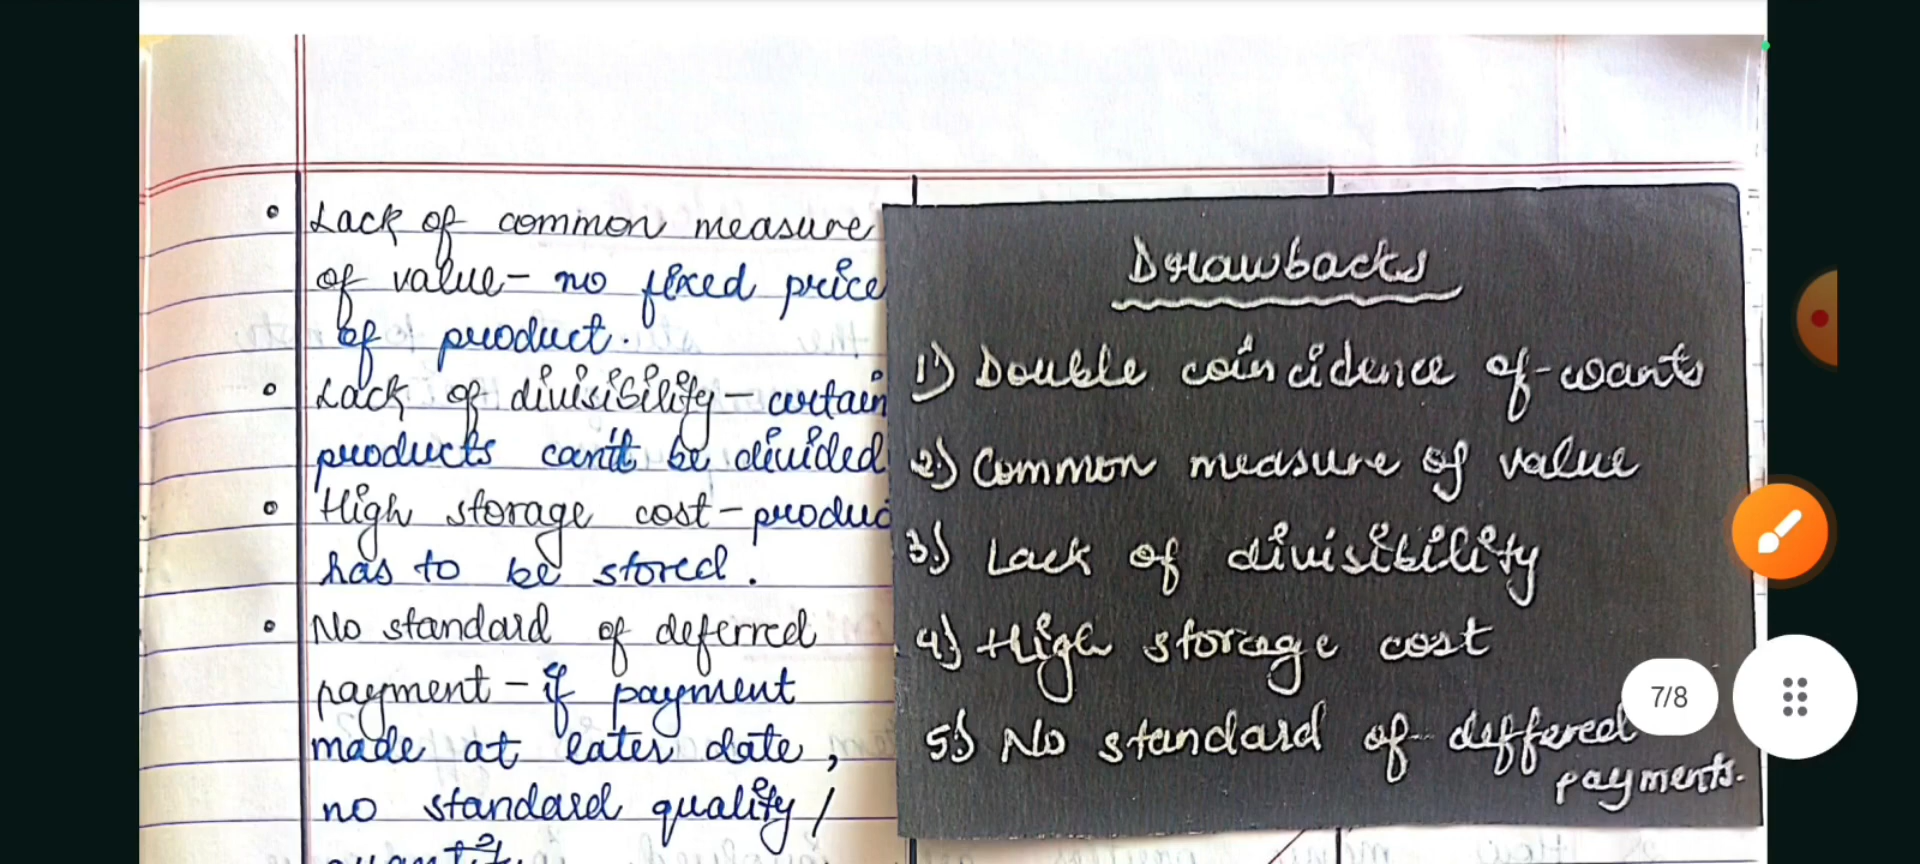 Lack of common measure
of value - no fixed price
of product.
Lack of divisibility - certain
products can't be divided
High storage cost - produc
has to be stored.
No standard of deferred
payment - if payment
made at later date,
no standard quality /
quantity
Drawbacks
1) Double coincidence of wants
2.) Common measure of value
3.) Lack of divisibility
4) High storage cost
5.) No standard of deffered
payments.
7/8